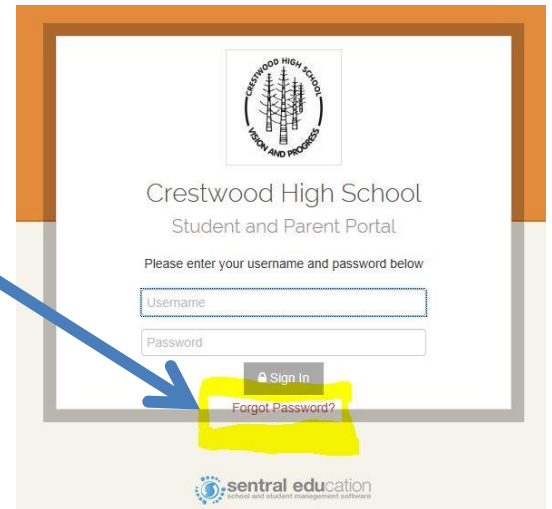 CRESTWOOD HIGH SCHOOL
VISION AND PROGRESS
Crestwood High School
Student and Parent Portal
Please enter your username and password below
Username
Password
Sign In
Forgot Password?
sentral education
school and student management software